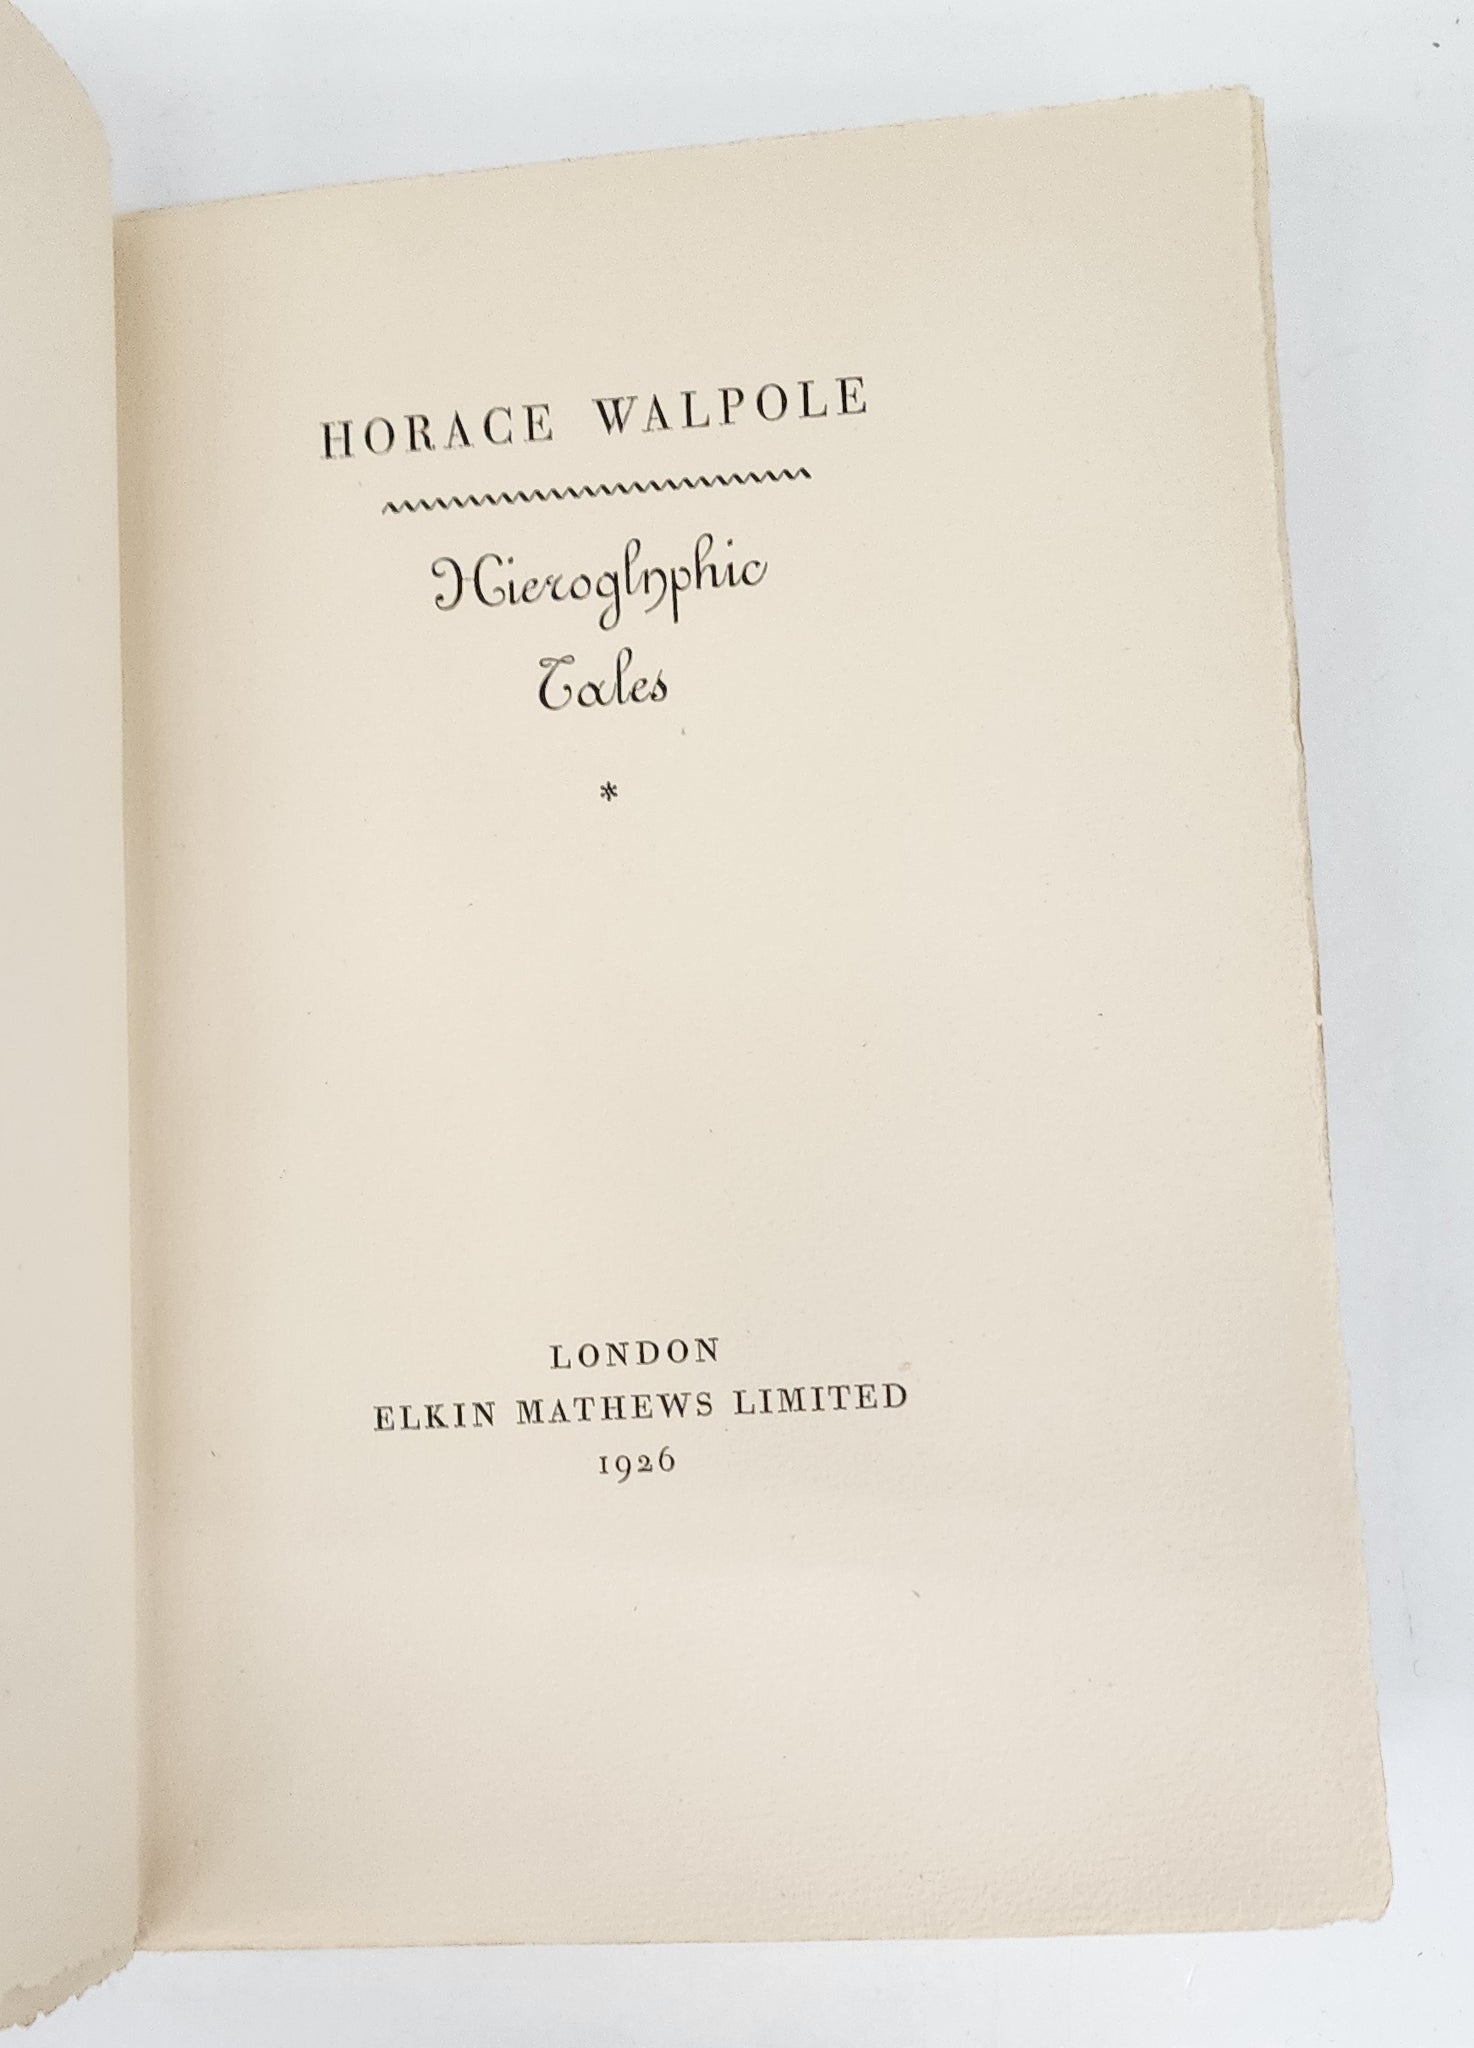 HORACE WALPOLE
Hieroglyphic
Tales
*
LONDON
ELKIN MATHEWS LIMITED
1926